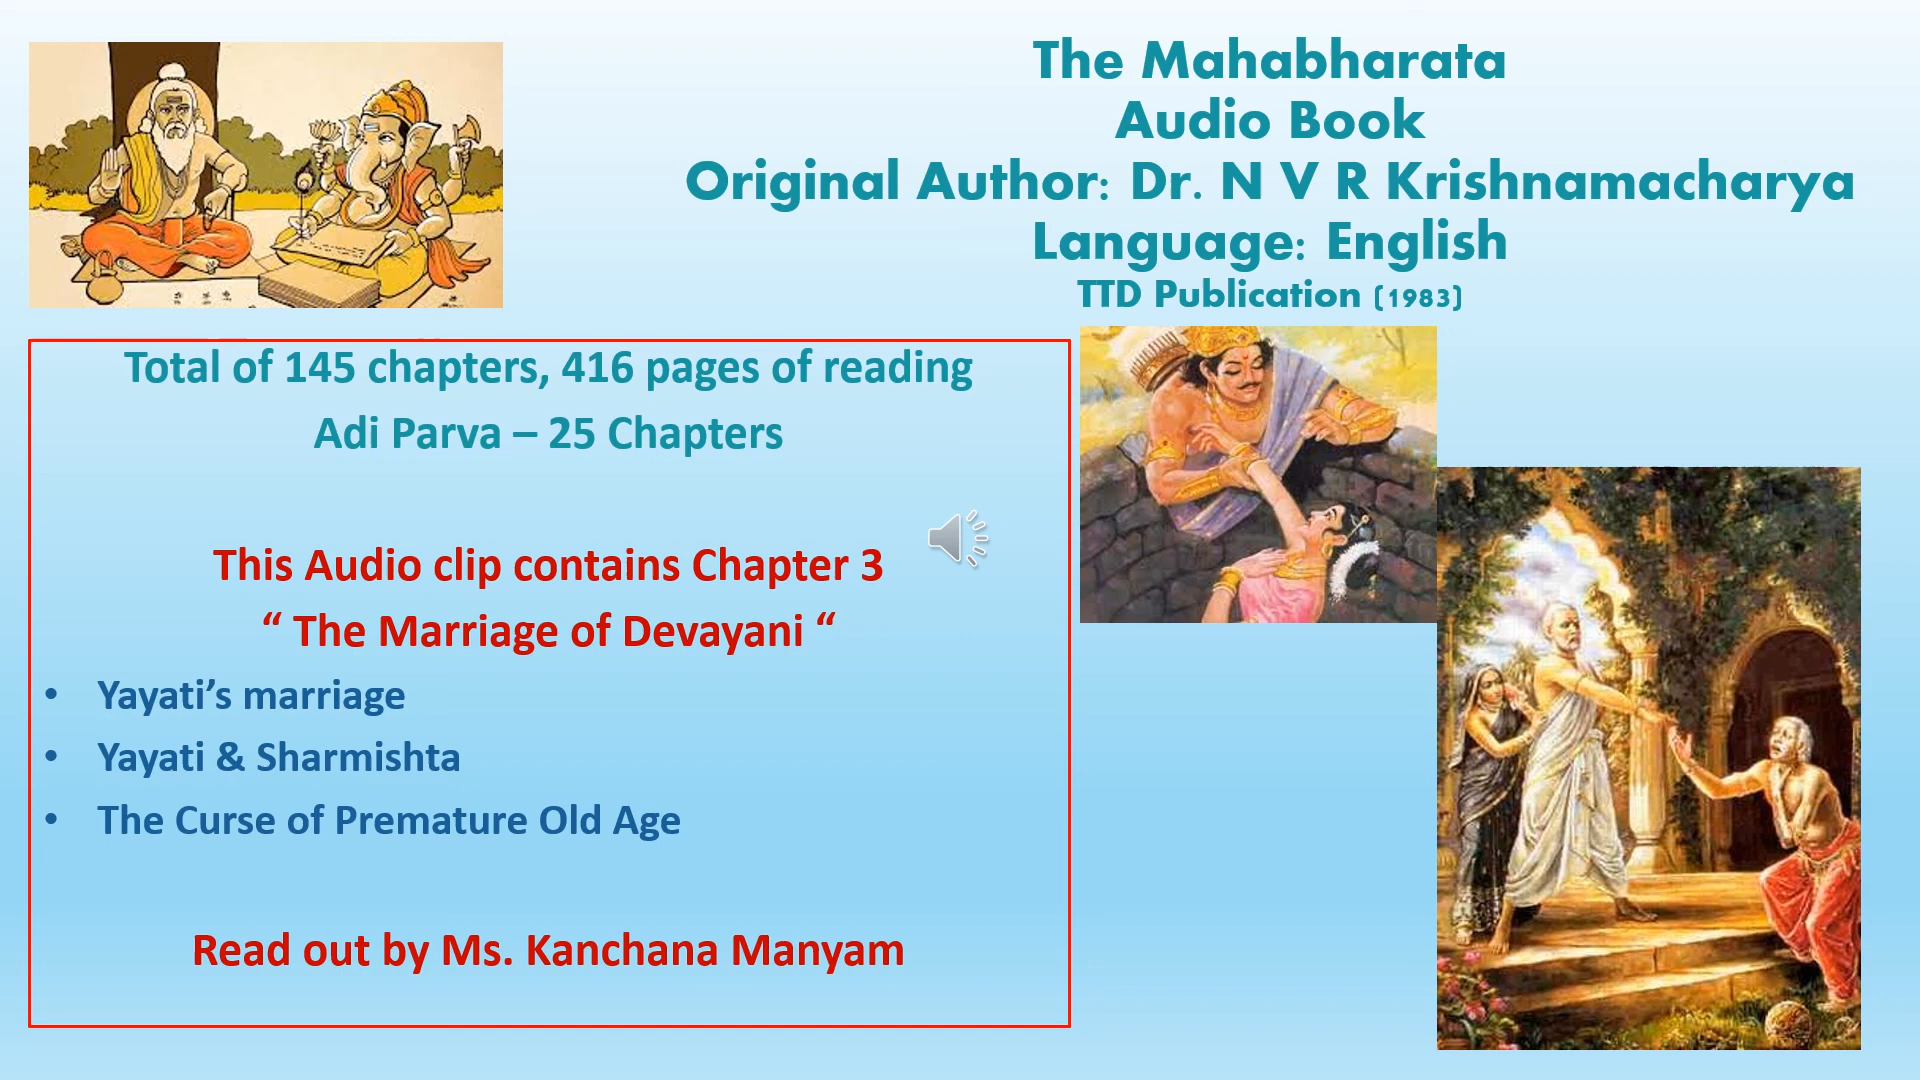 The Mahabharata
Audio Book
Original Author: Dr. N V R Krishnamacharya
Language: English
TTD Publication (1983)
Total of 145 chapters, 416 pages of reading
Adi Parva – 25 Chapters
This Audio clip contains Chapter 3
“ The Marriage of Devayani “
• Yayati’s marriage
• Yayati & Sharmishta
• The Curse of Premature Old Age
Read out by Ms. Kanchana Manyam